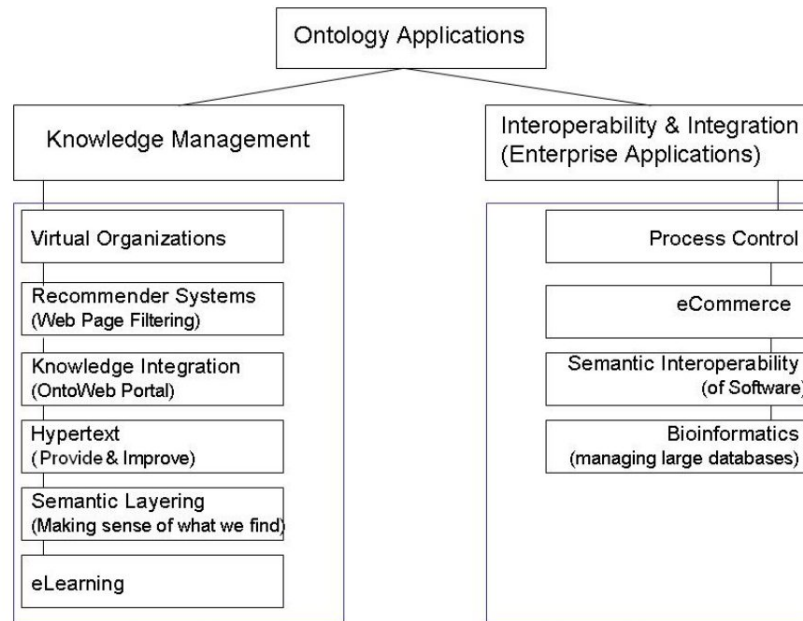 Ontology Applications
Knowledge Management
Interoperability & Integration
(Enterprise Applications)
Virtual Organizations
Recommender Systems
(Web Page Filtering)
Knowledge Integration
(OntoWeb Portal)
Hypertext
(Provide & Improve)
Semantic Layering
(Making sense of what we find)
eLearning
Process Control
eCommerce
Semantic Interoperability
(of Software)
Bioinformatics
(managing large databases)